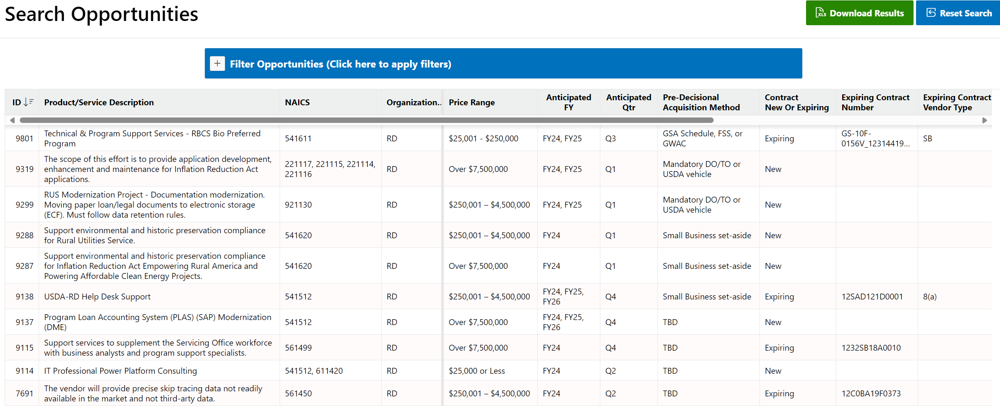 Search Opportunities
XLS Download Results
Reset Search
+ Filter Opportunities (Click here to apply filters)
ID Product/Service Description NAICS Organization.. Price Range Anticipated FY Anticipated Qtr Pre-Decisional Acquisition Method Contract New Or Expiring Expiring Contract Number Expiring Contract Vendor Type
9801 Technical & Program Support Services - RBCS Bio Preferred Program 541611 RD $25,001 - $250,000 FY24, FY25 Q3 GSA Schedule, FSS, or GWAC Expiring GS-10F-0156V_12314419... SB
9319 The scope of this effort is to provide application development, enhancement and maintenance for Inflation Reduction Act applications. 221117, 221115, 221114, 221116 RD Over $7,500,000 FY24, FY25 Q1 Mandatory DO/TO or USDA vehicle New
9299 RUS Modernization Project - Documentation modernization. Moving paper loan/legal documents to electronic storage (ECF). Must follow data retention rules. 921130 RD $250,001 – $4,500,000 FY24, FY25 Q1 Mandatory DO/TO or USDA vehicle New
9288 Support environmental and historic preservation compliance for Rural Utilities Service. 541620 RD $250,001 – $4,500,000 FY24 Q1 Small Business set-aside New
9287 Support environmental and historic preservation compliance for Inflation Reduction Act Empowering Rural America and Powering Affordable Clean Energy Projects. 541620 RD Over $7,500,000 FY24 Q1 Small Business set-aside New
9138 USDA-RD Help Desk Support 541512 RD $250,001 – $4,500,000 FY24, FY25, FY26 Q4 Small Business set-aside Expiring 12SAD121D0001 8(a)
9137 Program Loan Accounting System (PLAS) (SAP) Modernization (DME) 541512 RD Over $7,500,000 FY24, FY25, FY26 Q4 TBD New
9115 Support services to supplement the Servicing Office workforce with business analysts and program support specialists. 561499 RD Over $7,500,000 FY24 Q4 TBD Expiring 1232SB18A0010
9114 IT Professional Power Platform Consulting 541512, 611420 RD $25,000 or Less FY24 Q2 TBD New
7691 The vendor will provide precise skip tracing data not readily available in the market and not third-arty data. 561450 RD $250,001 – $4,500,000 FY24 Q2 TBD Expiring 12C0BA19F0373